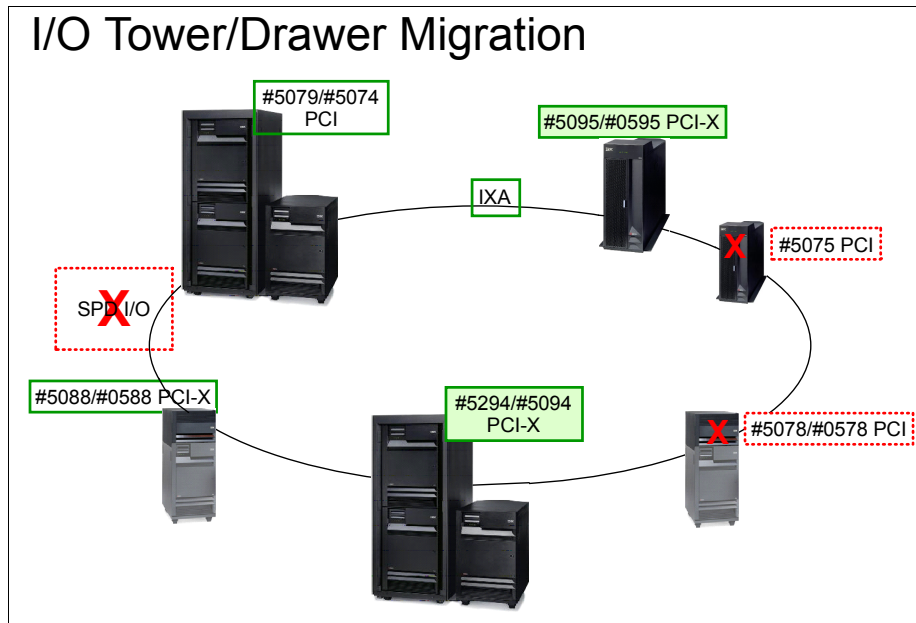 I/O Tower/Drawer Migration
#5079/#5074
PCI
#5095/#0595 PCI-X
IXA
X
#5075 PCI
SPD I/O
X
#5088/#0588 PCI-X
#5294/#5094
PCI-X
X
#5078/#0578 PCI